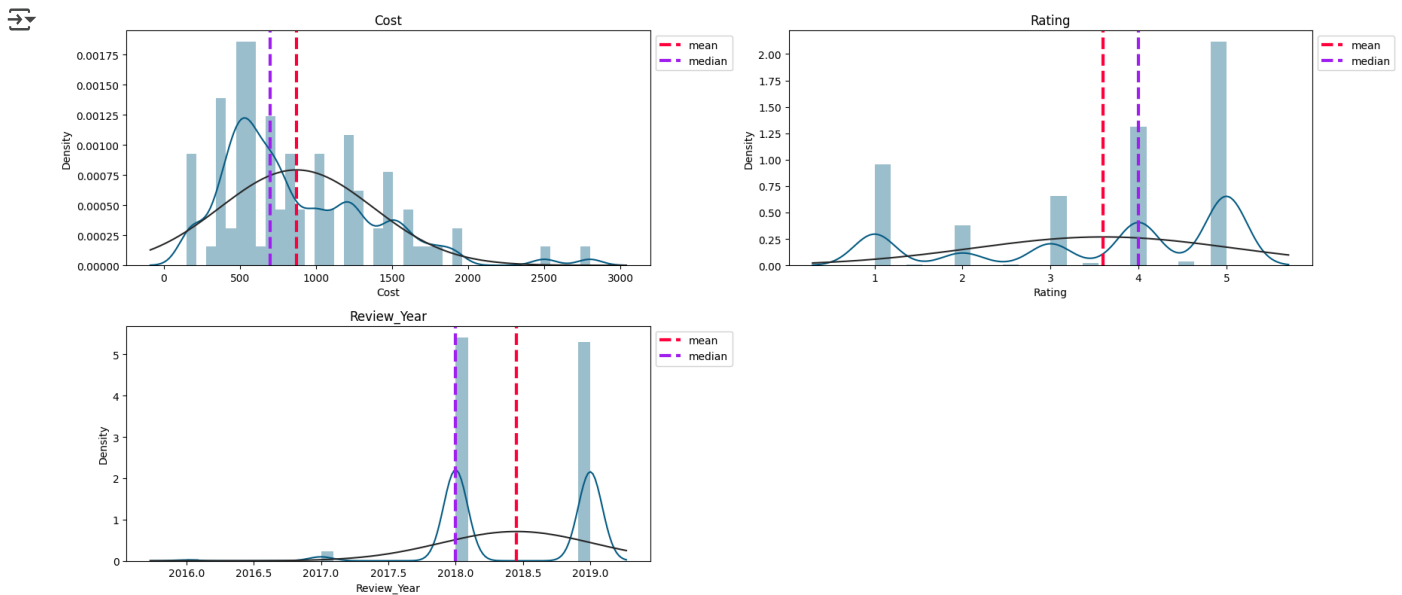 Cost
0.00175
0.00150
0.00125
0.00100
0.00075
0.00050
0.00025
0.00000
Density
0 500 1000 1500 2000 2500 3000
Cost
mean
median
Rating
2.00
1.75
1.50
1.25
1.00
0.75
0.50
0.25
0.00
Density
1 2 3 4 5
Rating
mean
median
Review_Year
5
4
3
2
1
0
Density
2016.0 2016.5 2017.0 2017.5 2018.0 2018.5 2019.0
Review_Year
mean
median